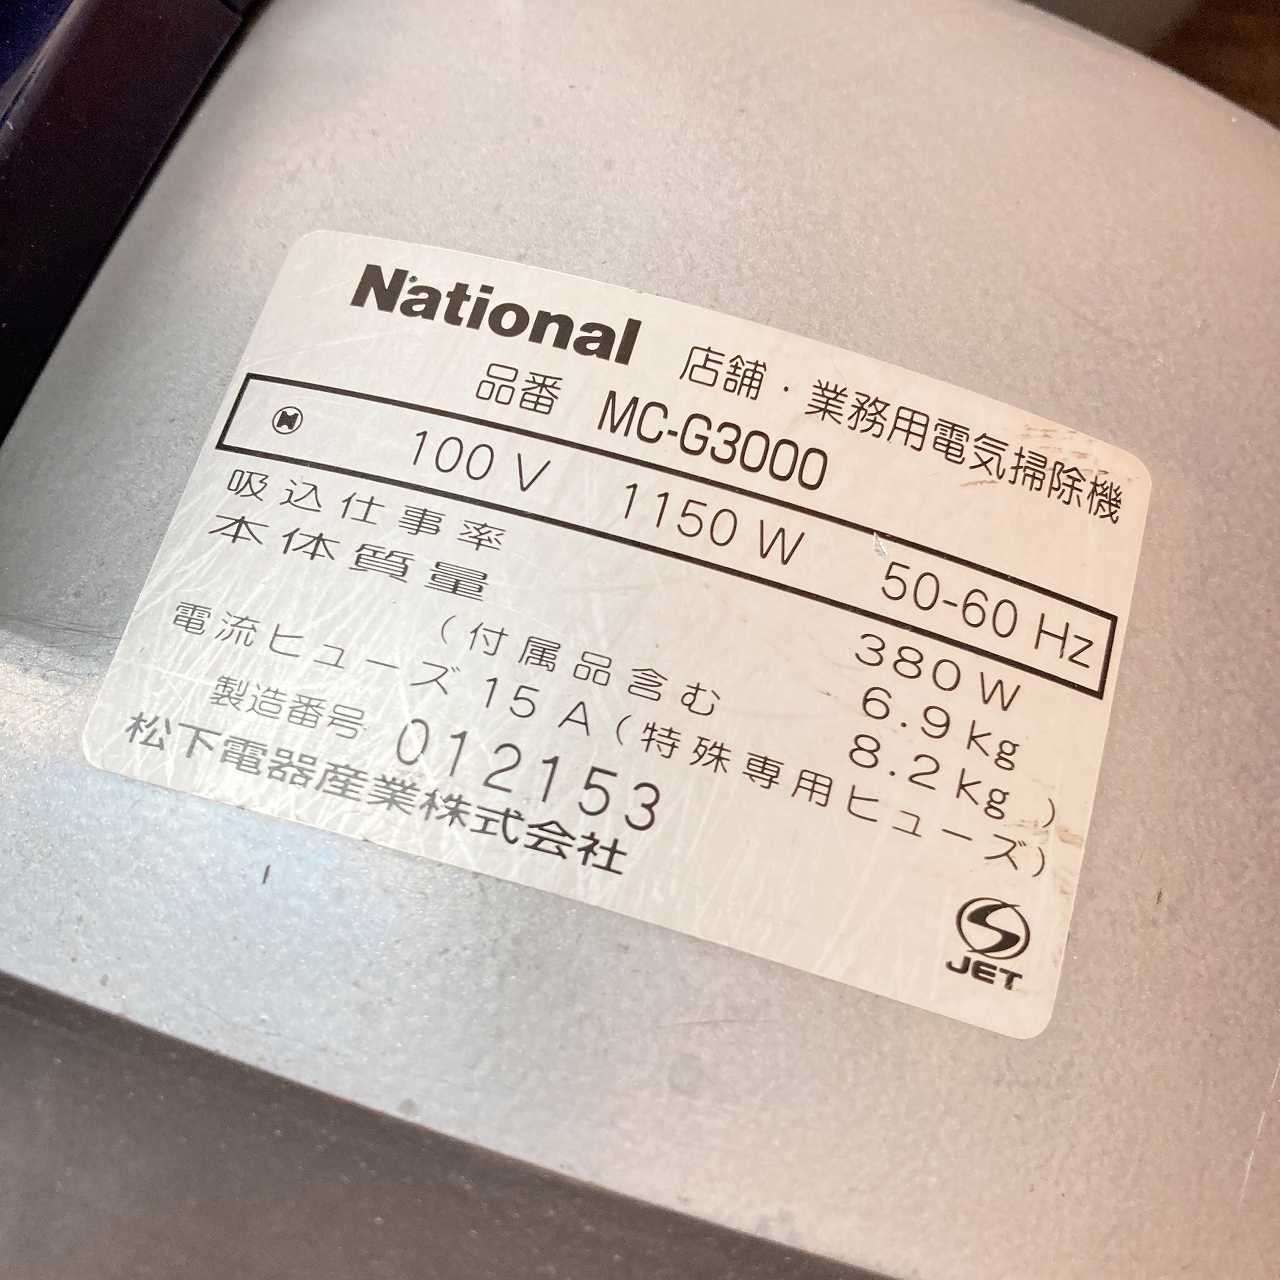 National 店舗・業務用電気掃除機
品番 MC-G3000
100 V 1150 W 50-60 Hz
吸込仕事率 380 W
本体質量 6.9 kg
(付属品含む 8.2 kg)
電流ヒューズ 15 A (特殊専用ヒューズ)
製造番号 012153
松下電器産業株式会社
JET